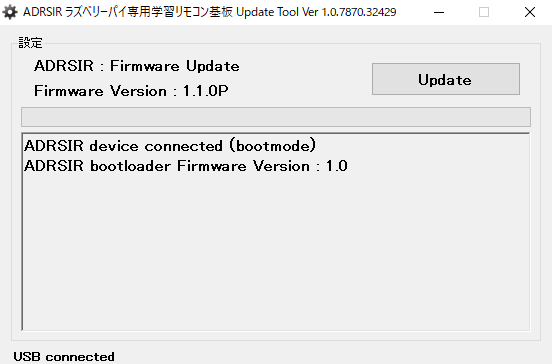 ADRSIR ラズベリーパイ専用学習リモコン基板 Update Tool Ver 1.0.7870.32429
設定
ADRSIR : Firmware Update
Update
Firmware Version : 1.1.0P
ADRSIR device connected (bootmode)
ADRSIR bootloader Firmware Version : 1.0
USB connected